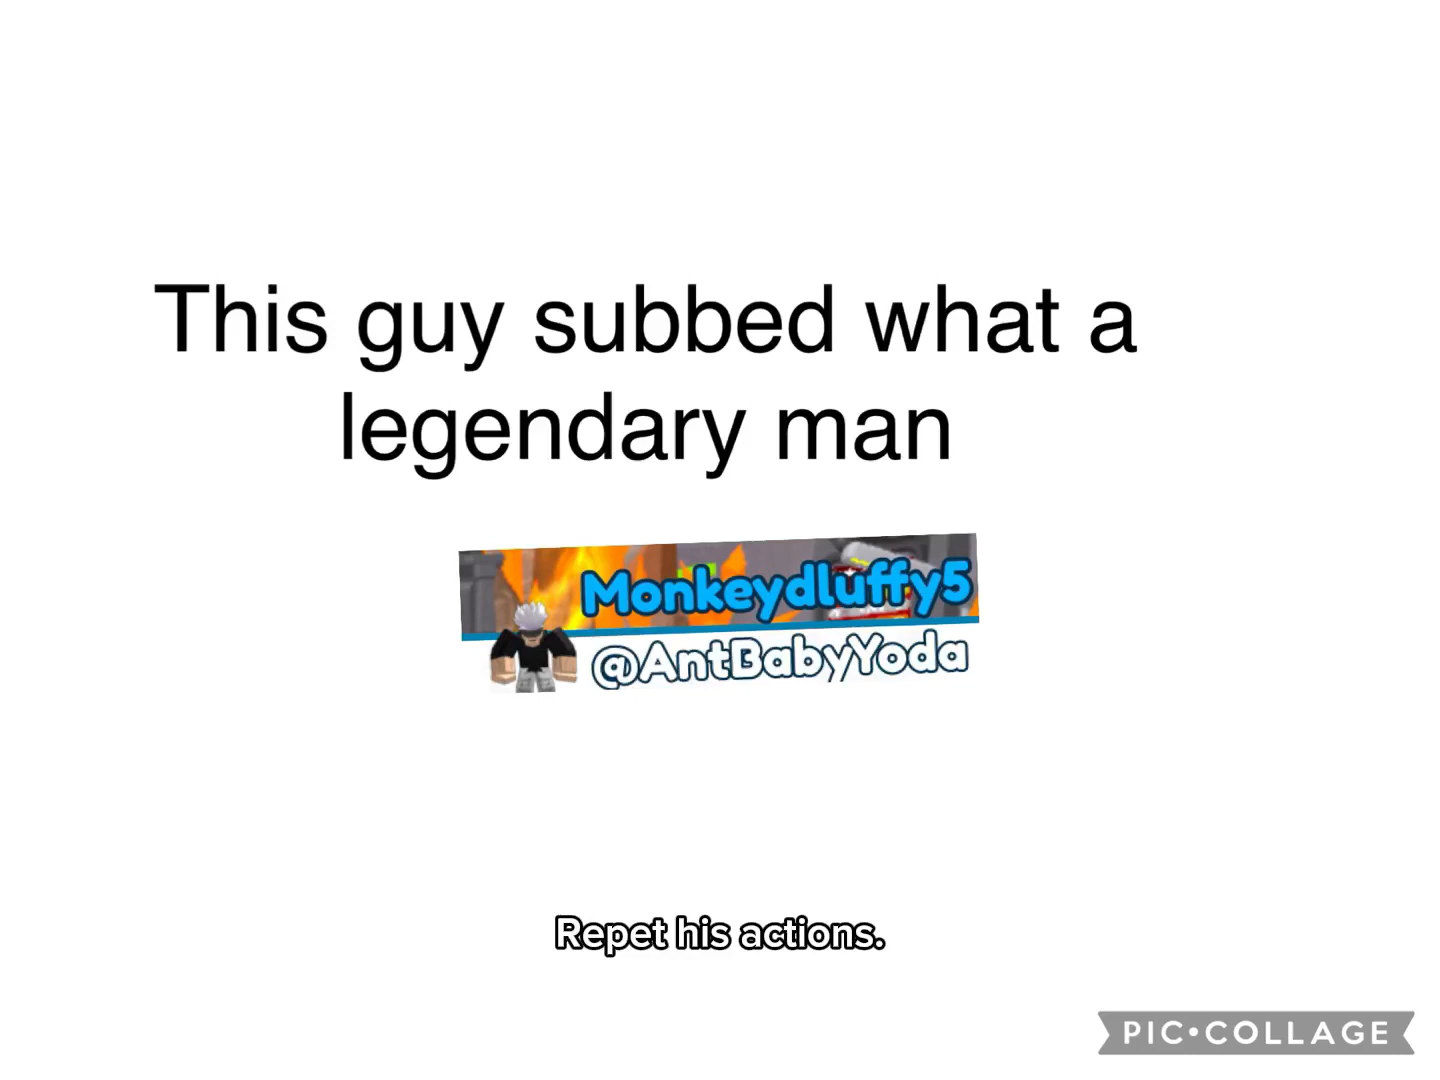 This guy subbed what a
legendary man
Monkeydluffy5
@AntBabyYoda
Repet his actions.
PIC•COLLAGE